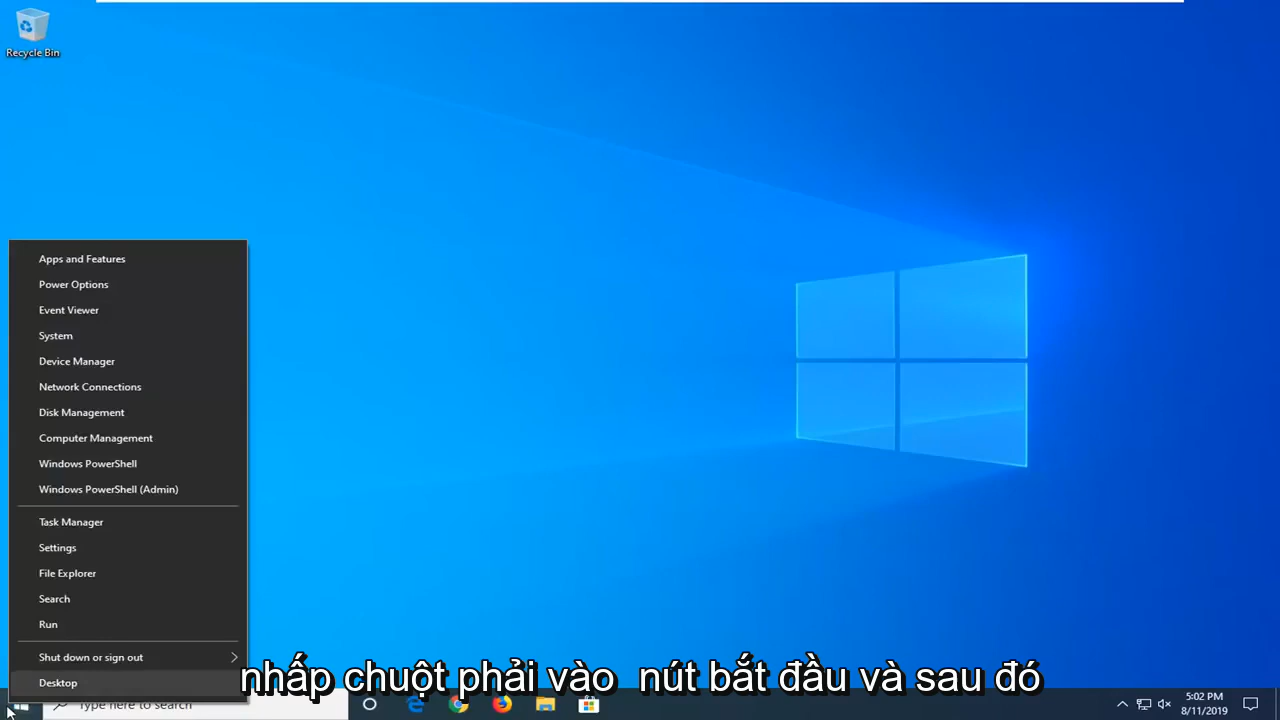 Recycle Bin
Apps and Features
Power Options
Event Viewer
System
Device Manager
Network Connections
Disk Management
Computer Management
Windows PowerShell
Windows PowerShell (Admin)
Task Manager
Settings
File Explorer
Search
Run
Shut down or sign out
Desktop
nhấp chuột phải vào nút bắt đầu và sau đó
Type here to search
5:02 PM
8/11/2019